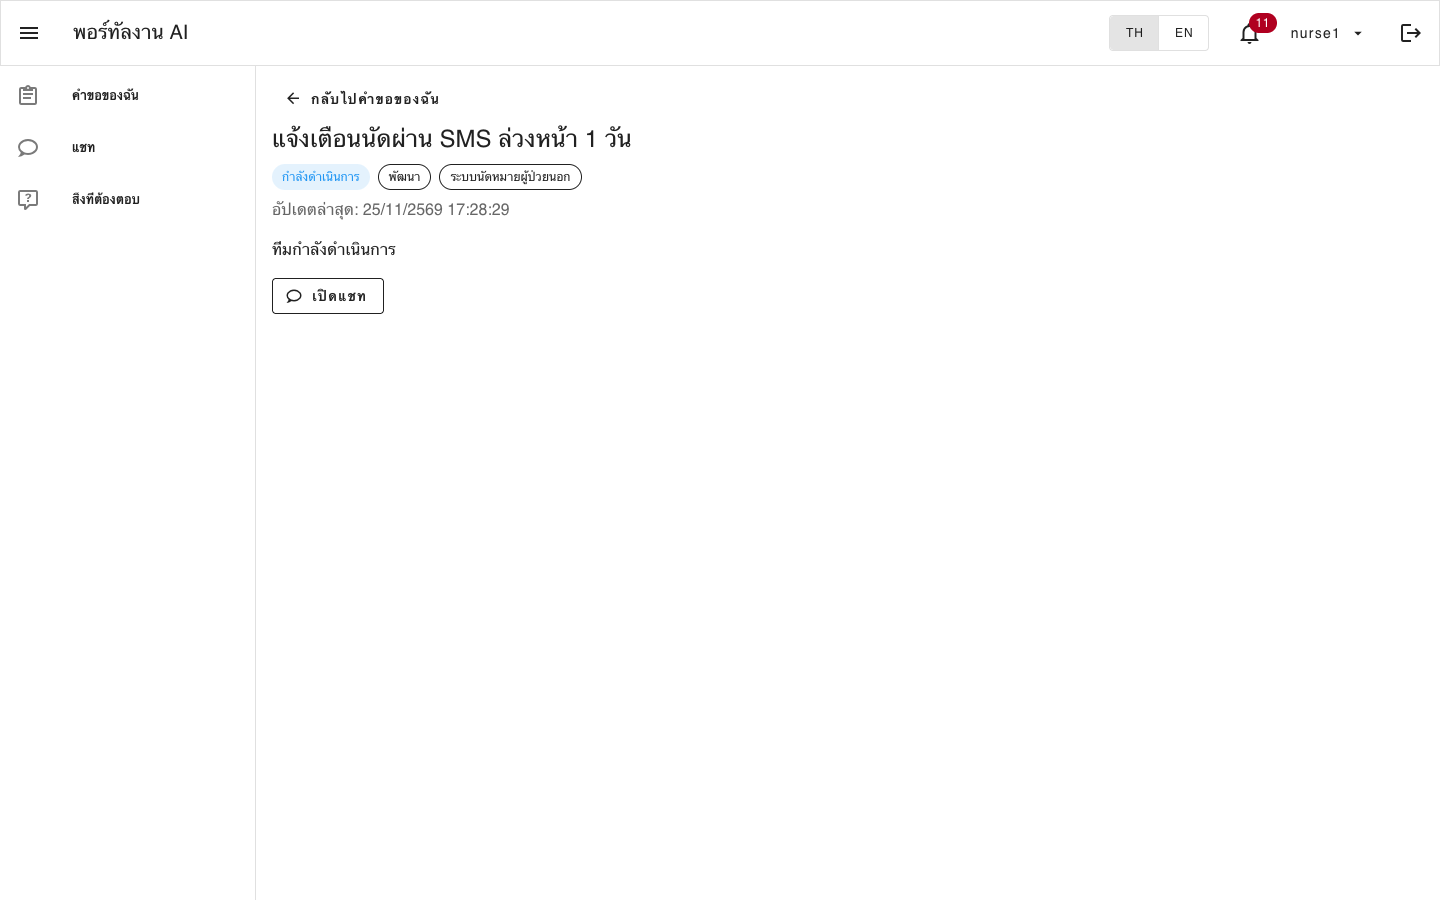 พอร์ทัลงาน AI
TH
EN
11
nurse1
คำขอของฉัน
แชท
สิ่งที่ต้องตอบ
กลับไปคำขอของฉัน
แจ้งเตือนนัดผ่าน SMS ล่วงหน้า 1 วัน
กำลังดำเนินการ
พัฒนา
ระบบนัดหมายผู้ป่วยนอก
อัปเดตล่าสุด: 25/11/2569 17:28:29
ทีมกำลังดำเนินการ
เปิดแชท